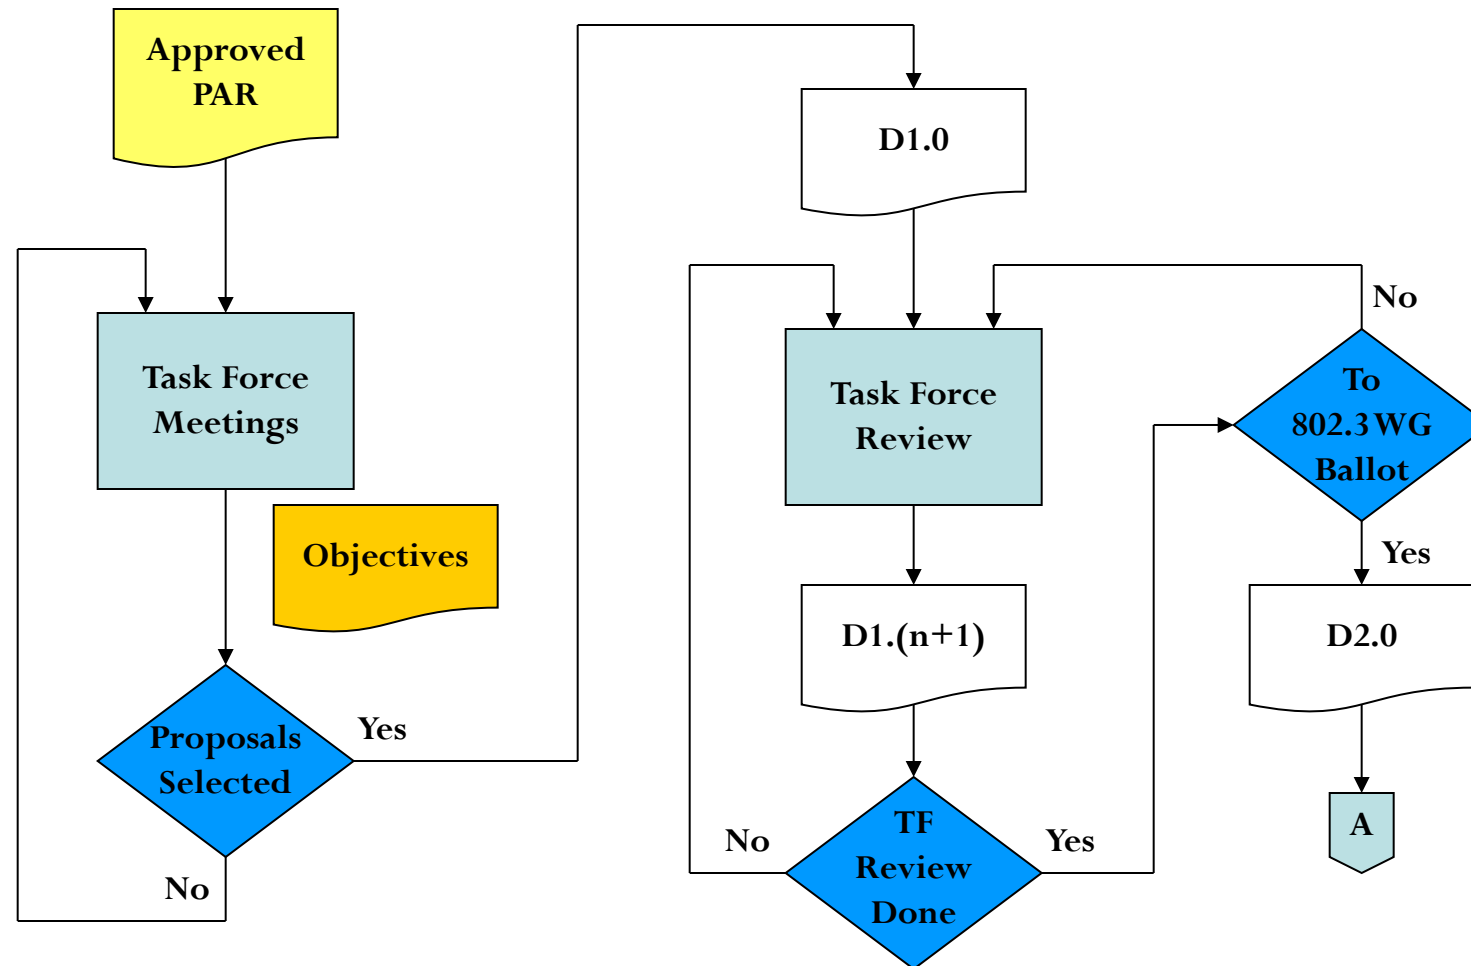 Approved
PAR
Task Force
Meetings
Objectives
Proposals
Selected
Yes
No
D1.0
Task Force
Review
D1.(n+1)
TF
Review
Done
No
Yes
To
802.3 WG
Ballot
No
Yes
D2.0
A